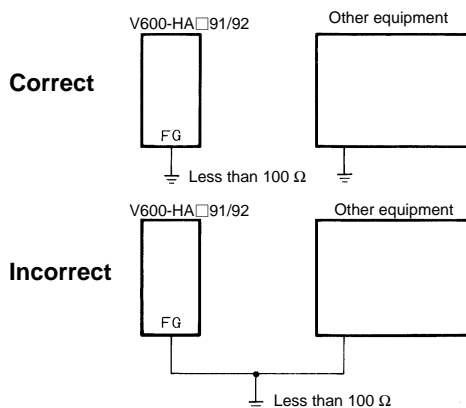 V600-HA□91/92
Other equipment
Correct
FG
Less than 100 Ω
V600-HA□91/92
Other equipment
Incorrect
FG
Less than 100 Ω